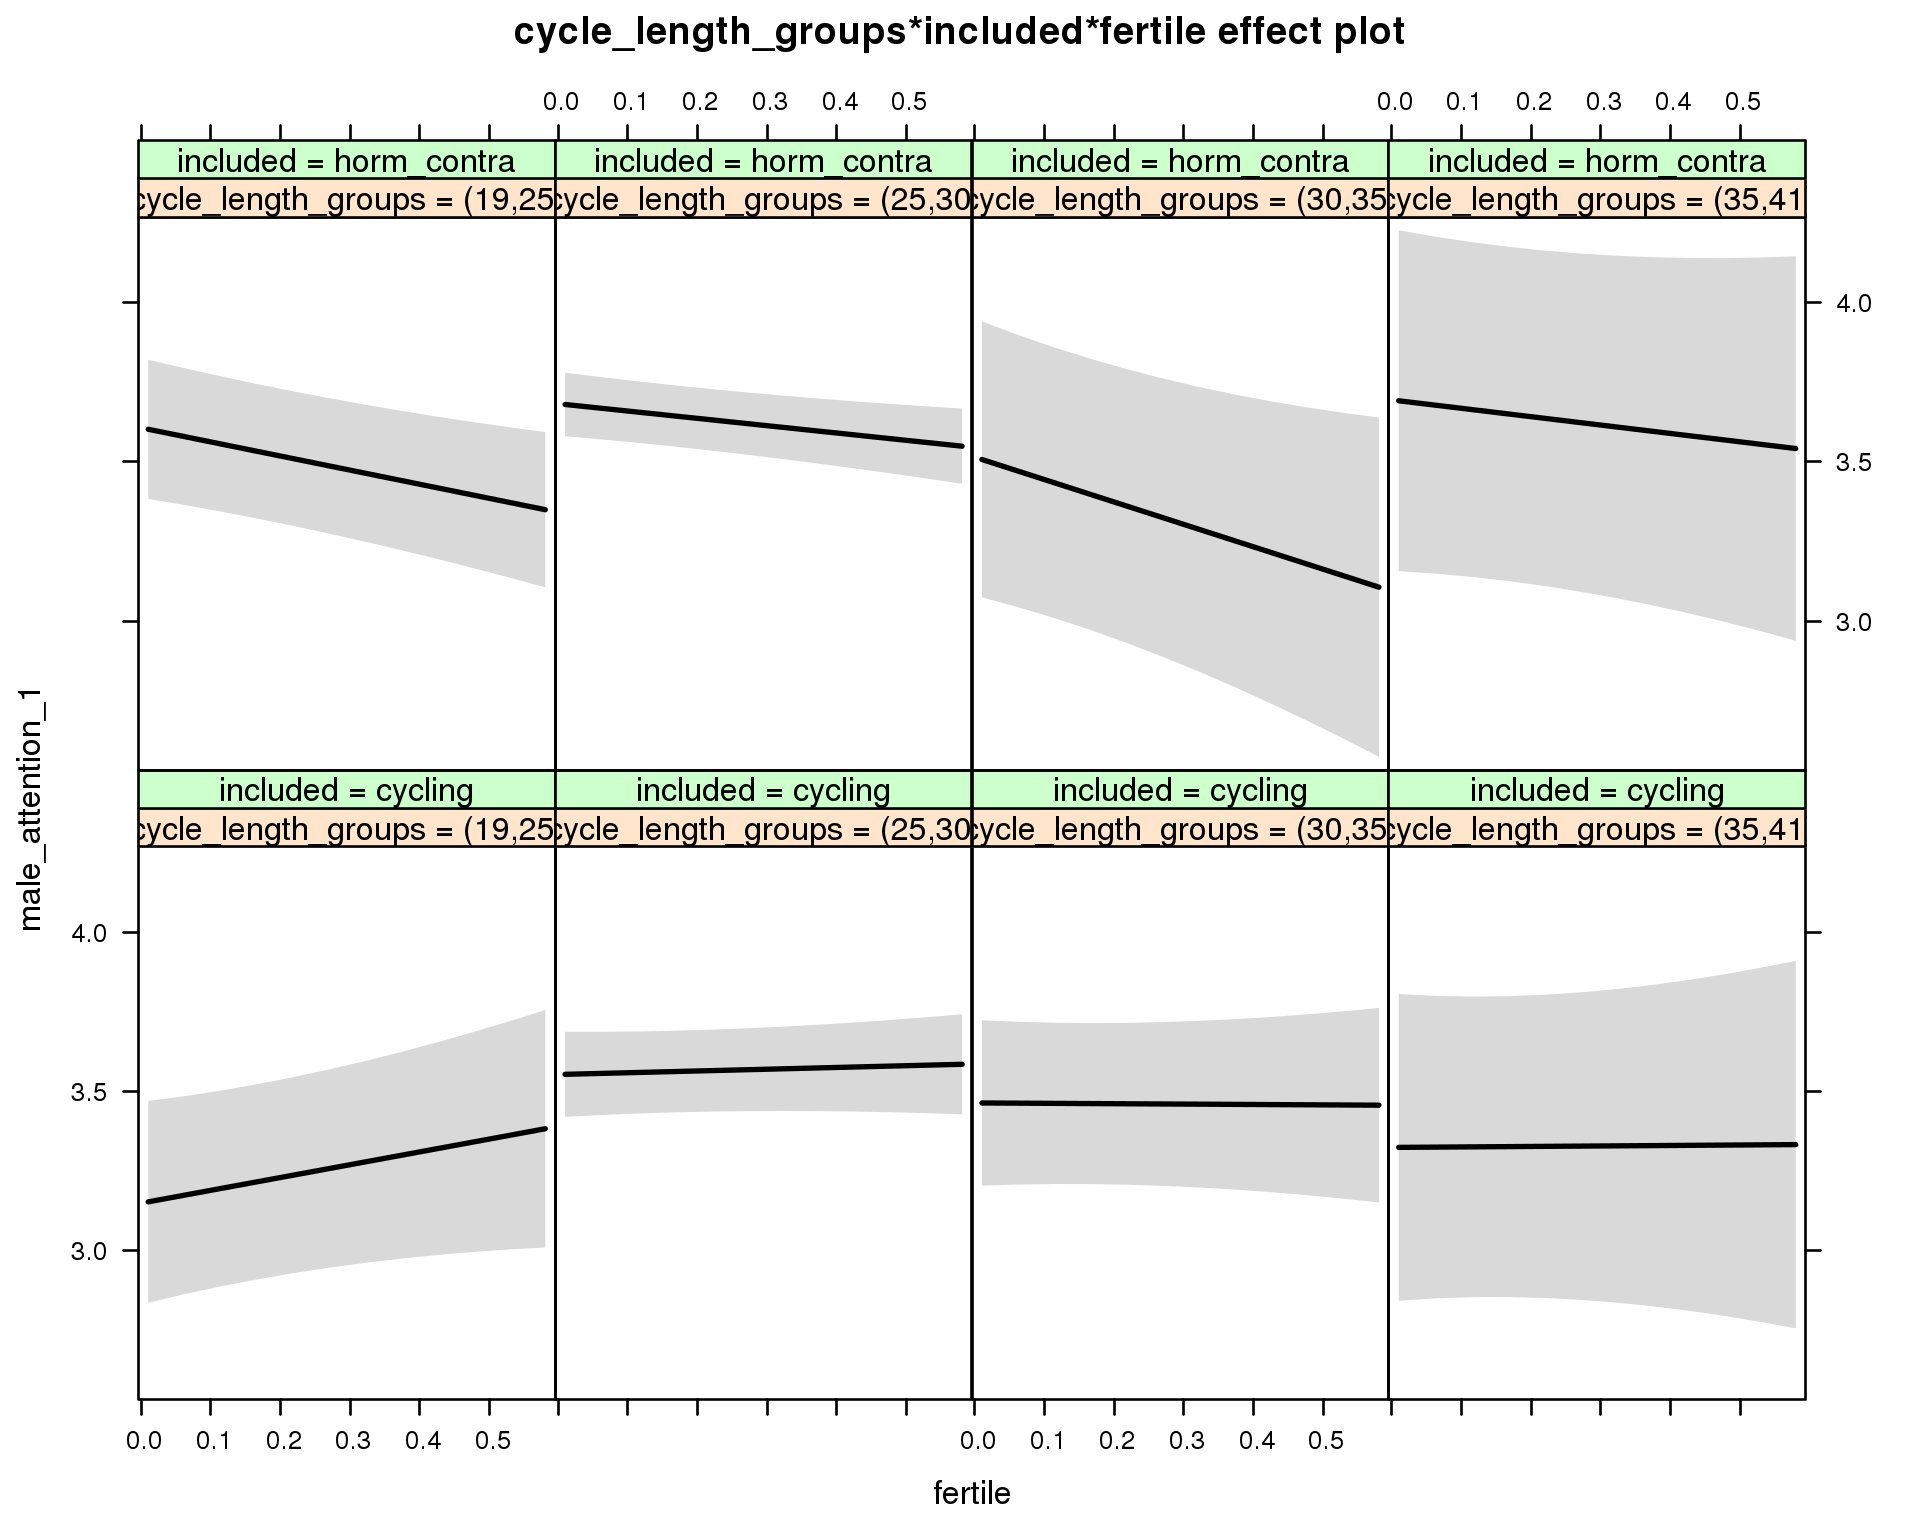 cycle_length_groups*included*fertile effect plot
0.0 0.1 0.2 0.3 0.4 0.5 0.0 0.1 0.2 0.3 0.4 0.5
included = horm_contra included = horm_contra included = horm_contra included = horm_contra
cycle_length_groups = (19,25 cycle_length_groups = (25,30 cycle_length_groups = (30,35 cycle_length_groups = (35,41
4.0
3.5
3.0
male_attention_1
included = cycling included = cycling included = cycling included = cycling
cycle_length_groups = (19,25 cycle_length_groups = (25,30 cycle_length_groups = (30,35 cycle_length_groups = (35,41
4.0
3.5
3.0
0.0 0.1 0.2 0.3 0.4 0.5 0.0 0.1 0.2 0.3 0.4 0.5
fertile